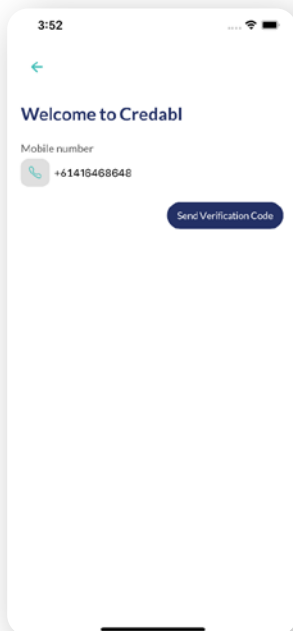 3:52
Welcome to Credabl
Mobile number
+61416468648
Send Verification Code